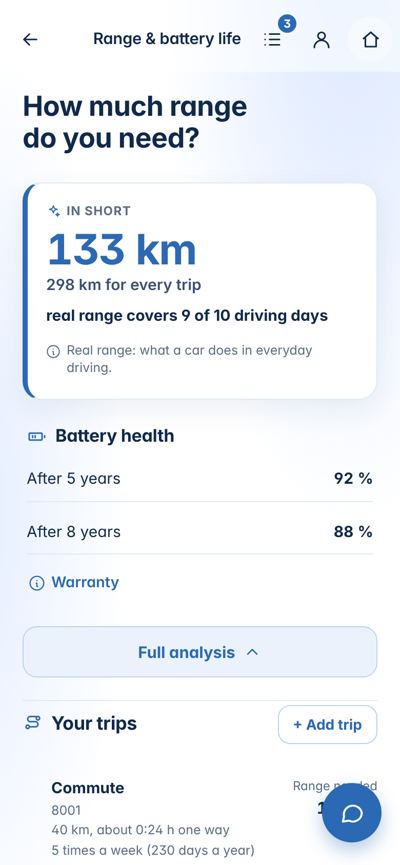 Range & battery life
3
How much range
do you need?
IN SHORT
133 km
298 km for every trip
real range covers 9 of 10 driving days
Real range: what a car does in everyday
driving.
Battery health
After 5 years 92 %
After 8 years 88 %
Warranty
Full analysis
Your trips
+ Add trip
Commute
Range
8001
40 km, about 0:24 h one way
5 times a week (230 days a year)